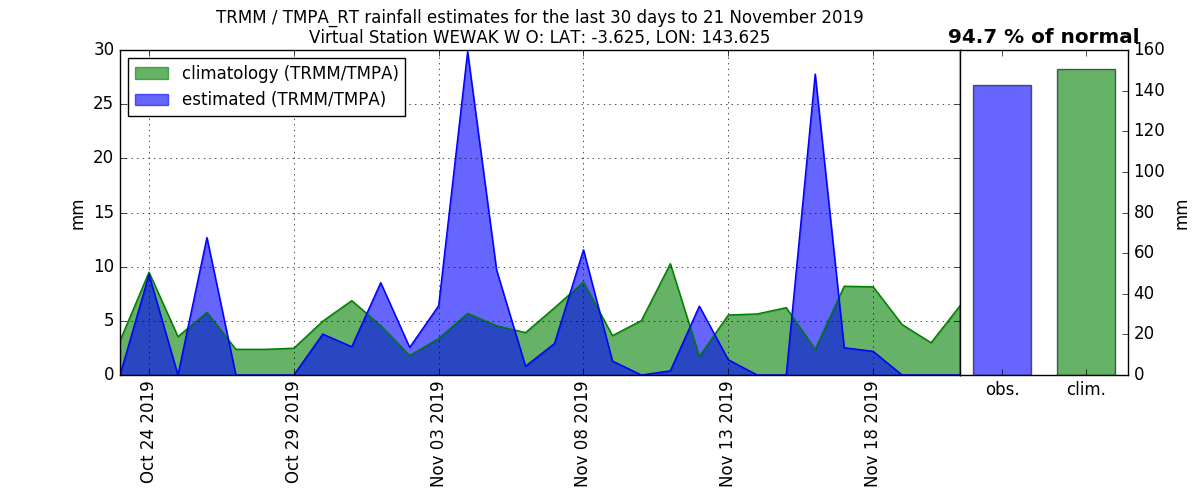 TRMM / TMPA_RT rainfall estimates for the last 30 days to 21 November 2019
Virtual Station WEWAK W O: LAT: -3.625, LON: 143.625
94.7 % of normal
climatology (TRMM/TMPA)
estimated (TRMM/TMPA)
mm
30
25
20
15
10
5
0
Oct 24 2019
Oct 29 2019
Nov 03 2019
Nov 08 2019
Nov 13 2019
Nov 18 2019
160
140
120
100
80
60
40
20
0
mm
obs.
clim.